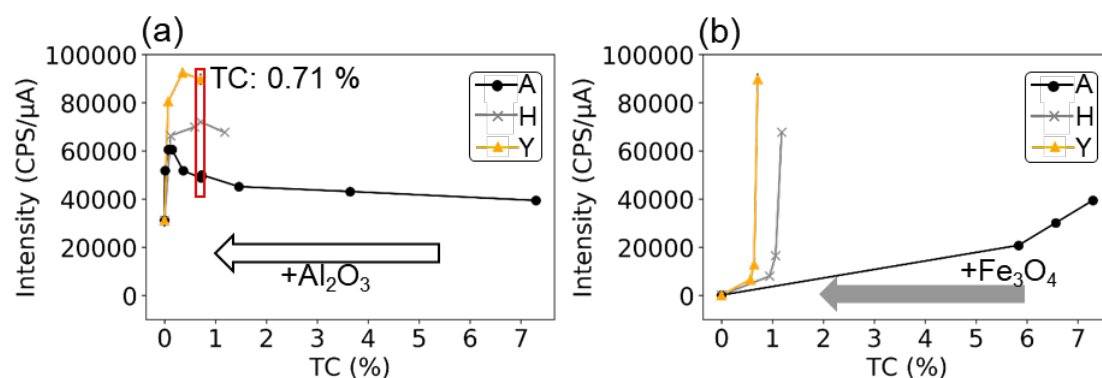 (a)
100000
80000
60000
40000
20000
0
Intensity (CPS/μA)
TC: 0.71 %
A
H
Y
+Al₂O₃
0 1 2 3 4 5 6 7
TC (%)
(b)
100000
80000
60000
40000
20000
0
Intensity (CPS/μA)
A
H
Y
+Fe₃O₄
0 1 2 3 4 5 6 7
TC (%)